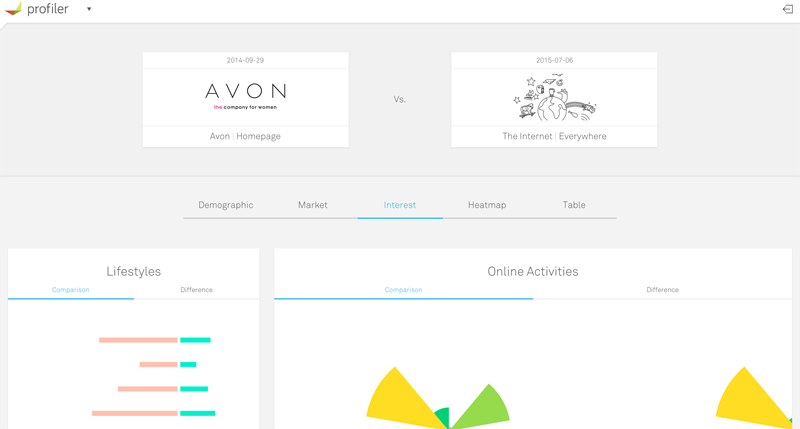 profiler
2014-09-29
AVON
the company for women
Avon | Homepage
Vs.
2015-07-06
The Internet | Everywhere
Demographic
Market
Interest
Heatmap
Table
Lifestyles
Comparison
Difference
Online Activities
Comparison
Difference